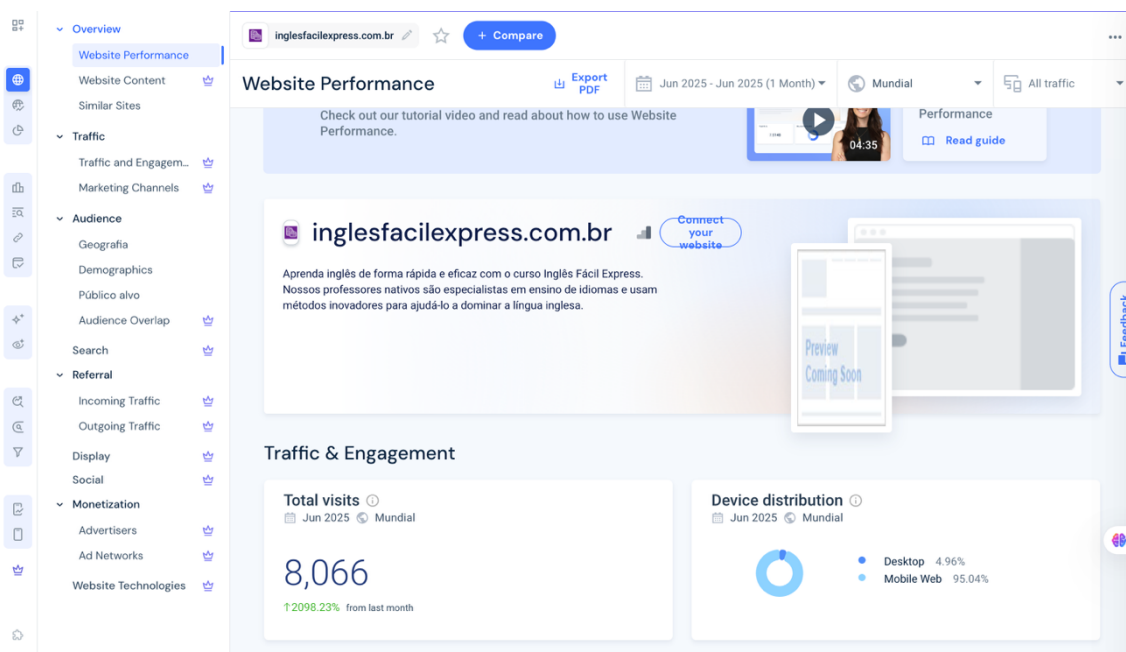 Overview
Website Performance
Website Content
Similar Sites
Traffic
Traffic and Engagem...
Marketing Channels
Audience
Geografia
Demographics
Público alvo
Audience Overlap
Search
Referral
Incoming Traffic
Outgoing Traffic
Display
Social
Monetization
Advertisers
Ad Networks
Website Technologies
inglesfacilexpress.com.br
+ Compare
Website Performance
Export PDF
Jun 2025 - Jun 2025 (1 Month)
Mundial
All traffic
Check out our tutorial video and read about how to use Website
Performance.
04:35
Performance
Read guide
inglesfacilexpress.com.br
Connect
your
website
Aprenda inglês de forma rápida e eficaz com o curso Inglês Fácil Express.
Nossos professores nativos são especialistas em ensino de idiomas e usam
métodos inovadores para ajudá-lo a dominar a língua inglesa.
Preview
Coming Soon
Feedback
Traffic & Engagement
Total visits
Jun 2025 Mundial
8,066
↑2098.23% from last month
Device distribution
Jun 2025 Mundial
Desktop 4.96%
Mobile Web 95.04%